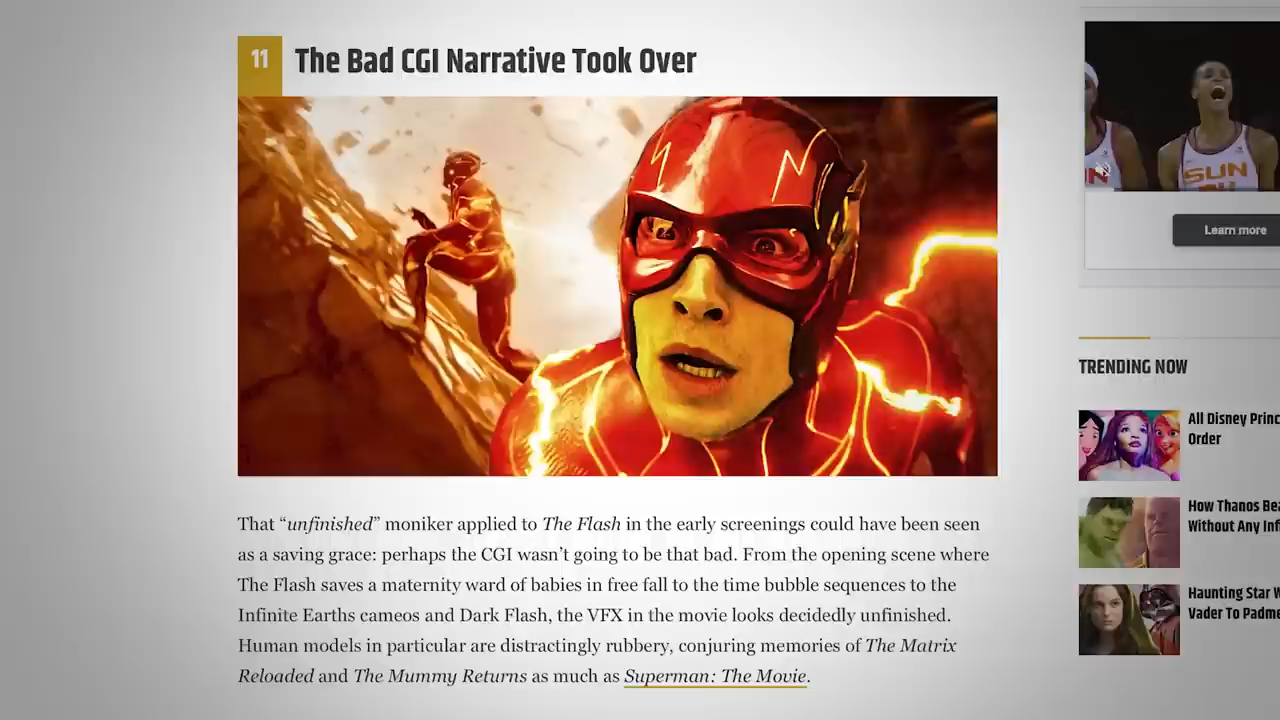 11
The Bad CGI Narrative Took Over
That “unfinished” moniker applied to The Flash in the early screenings could have been seen
as a saving grace: perhaps the CGI wasn’t going to be that bad. From the opening scene where
The Flash saves a maternity ward of babies in free fall to the time bubble sequences to the
Infinite Earths cameos and Dark Flash, the VFX in the movie looks decidedly unfinished.
Human models in particular are distractingly rubbery, conjuring memories of The Matrix
Reloaded and The Mummy Returns as much as Superman: The Movie.
SUN
Learn more
TRENDING NOW
All Disney Princ
Order
How Thanos Bea
Without Any Inf
Haunting Star W
Vader To Padme